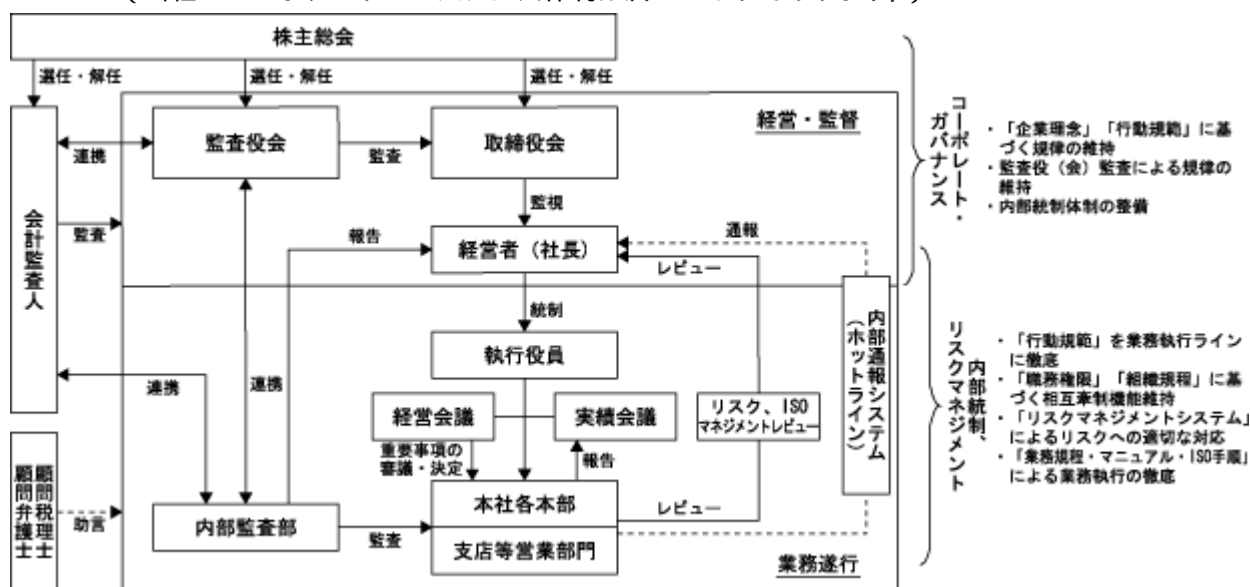 株主総会
選任・解任
選任・解任
選任・解任
経営・監督
監査役会
取締役会
連携
監査
監視
会計監査人
監査
報告
経営者（社長）
通報
レビュー
統制
執行役員
内部通報システム
（ホットライン）
連携
連携
経営会議
実績会議
リスク、ISO
マネジメントレビュー
重要事項の
審議・決定
報告
顧問税理士
顧問弁護士
助言
内部監査部
監査
本社各本部
支店等営業部門
レビュー
業務遂行
コーポレート・
ガバナンス
・「企業理念」「行動規範」に基
づく規律の維持
・監査役（会）監査による規律の
維持
・内部統制体制の整備
内部統制、
リスクマネジメント
・「行動規範」を業務執行ライン
に徹底
・「職務権限」「組織規程」に基
づく相互牽制機能維持
・「リスクマネジメントシステム」
によるリスクへの適切な対応
・「業務規程・マニュアル・ISO手順」
による業務執行の徹底